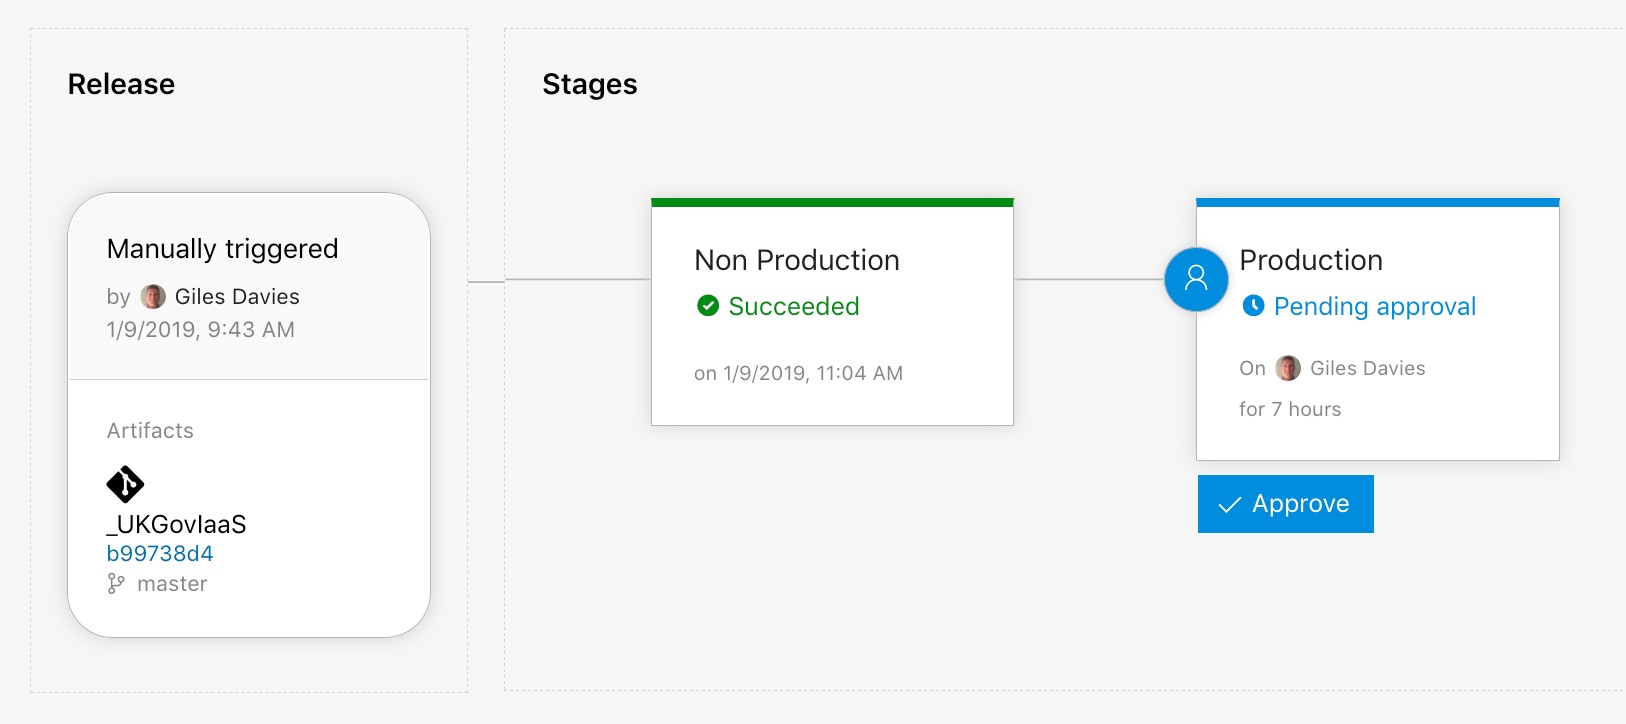 Release
Manually triggered
by Giles Davies
1/9/2019, 9:43 AM
Artifacts
_UKGovIaaS
b99738d4
master
Stages
Non Production
Succeeded
on 1/9/2019, 11:04 AM
Production
Pending approval
On Giles Davies
for 7 hours
Approve